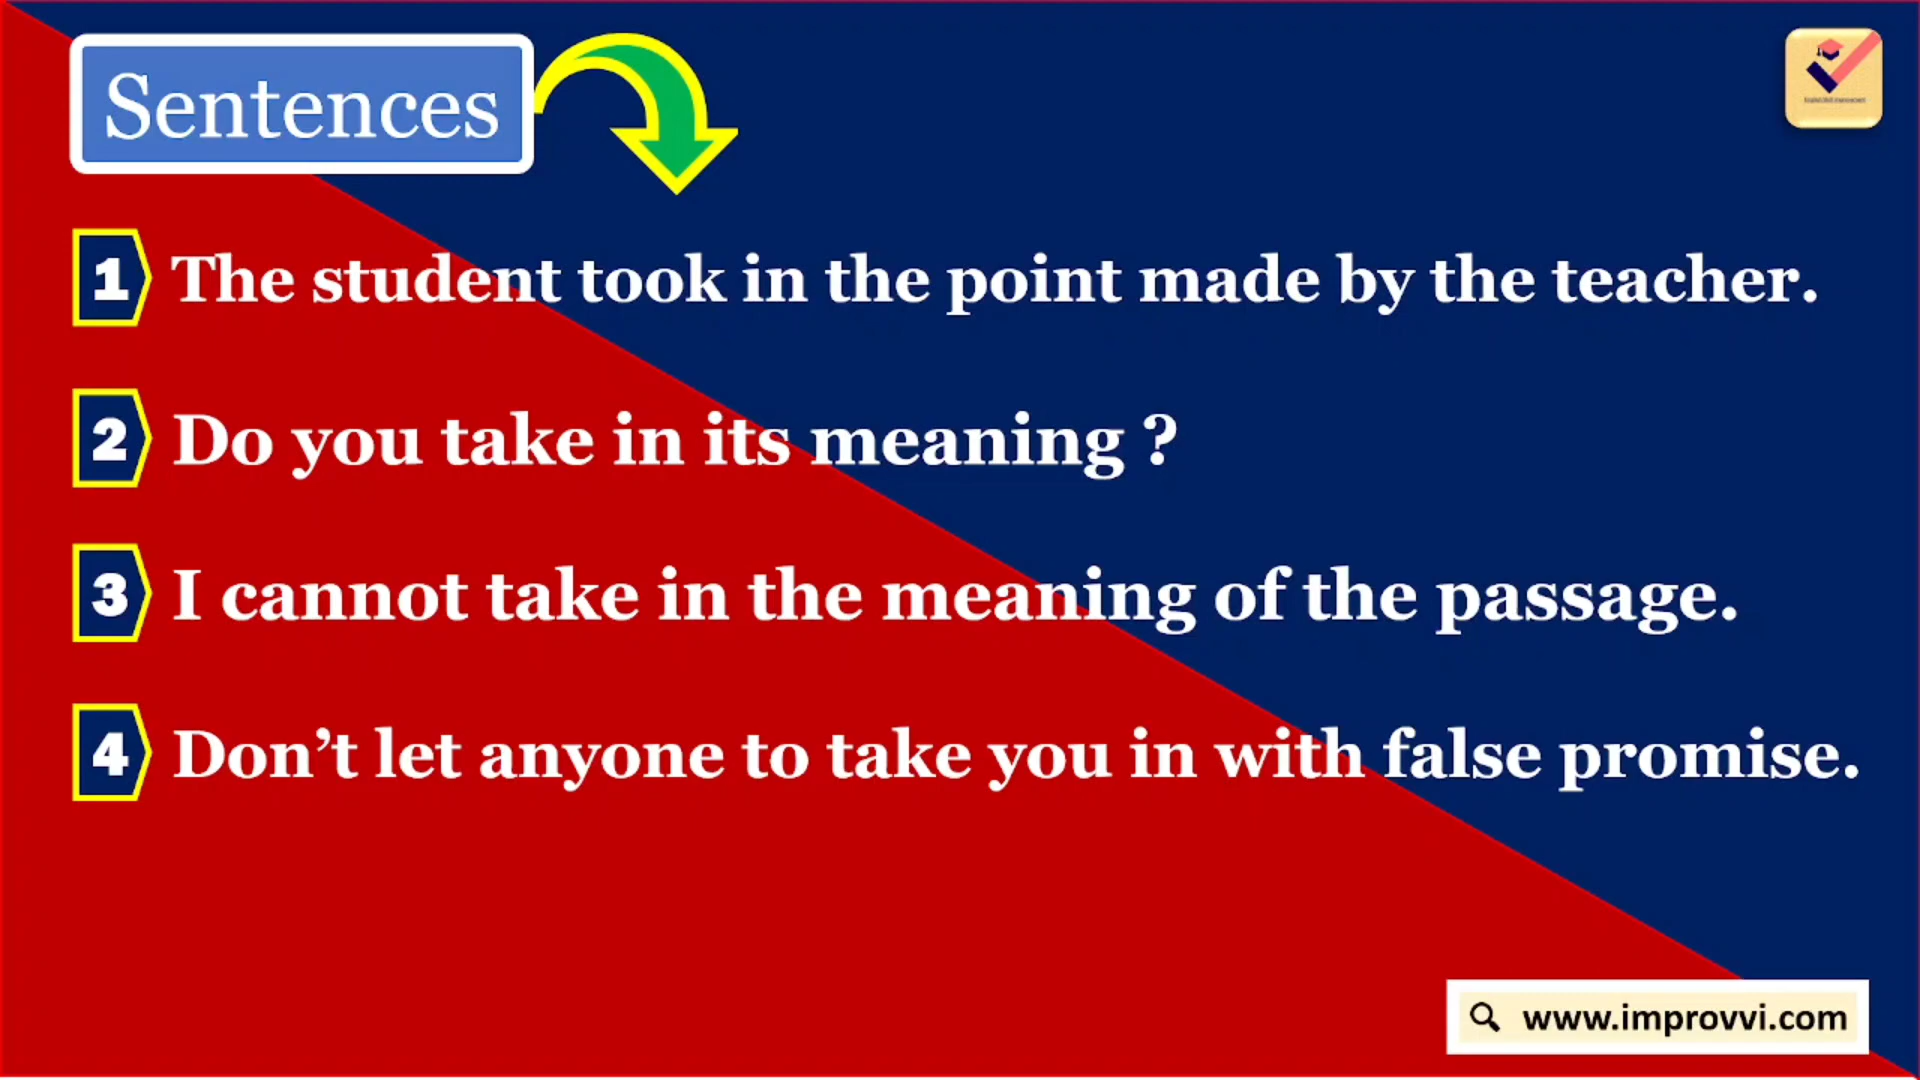 Sentences
1 The student took in the point made by the teacher.
2 Do you take in its meaning ?
3 I cannot take in the meaning of the passage.
4 Don't let anyone to take you in with false promise.
www.improvvi.com